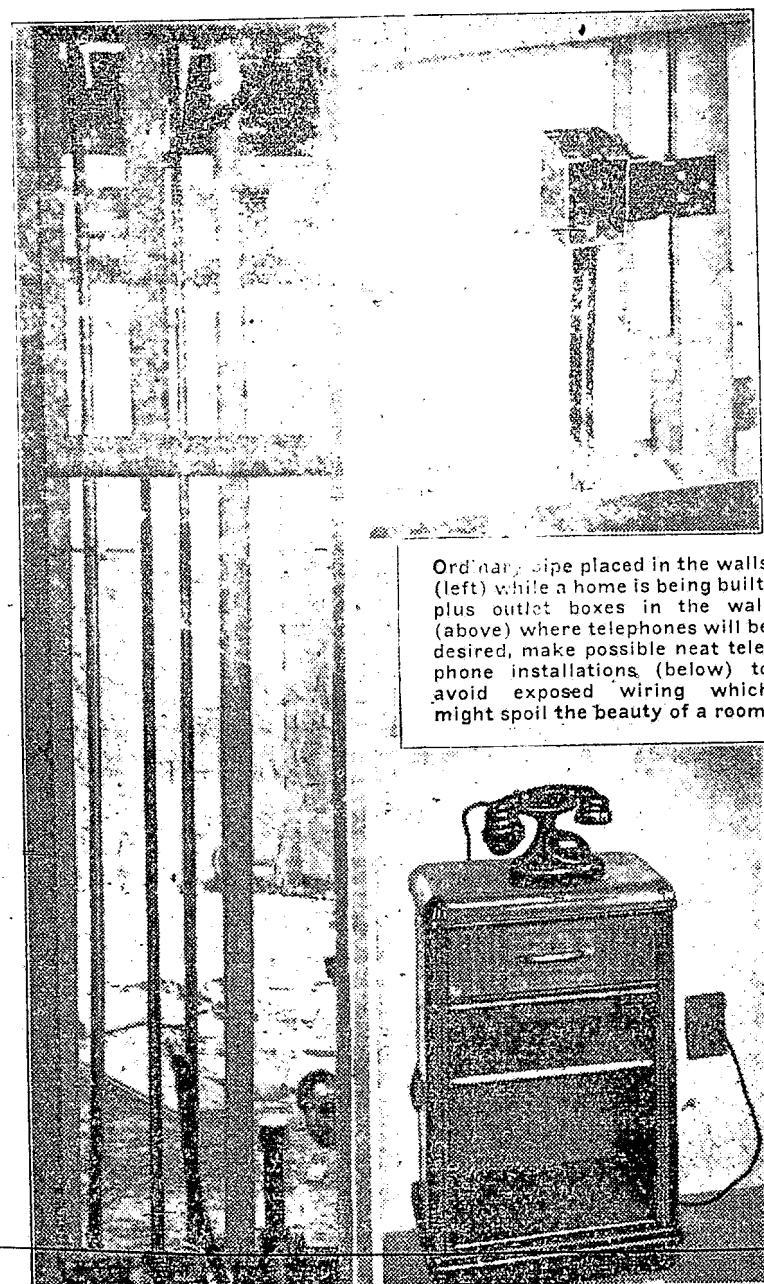 Ordinary pipe placed in the walls
(left) while a home is being built,
plus outlet boxes in the wall
(above) where telephones will be
desired, make possible neat tele-
phone installations (below) to
avoid exposed wiring which
might spoil the beauty of a room.